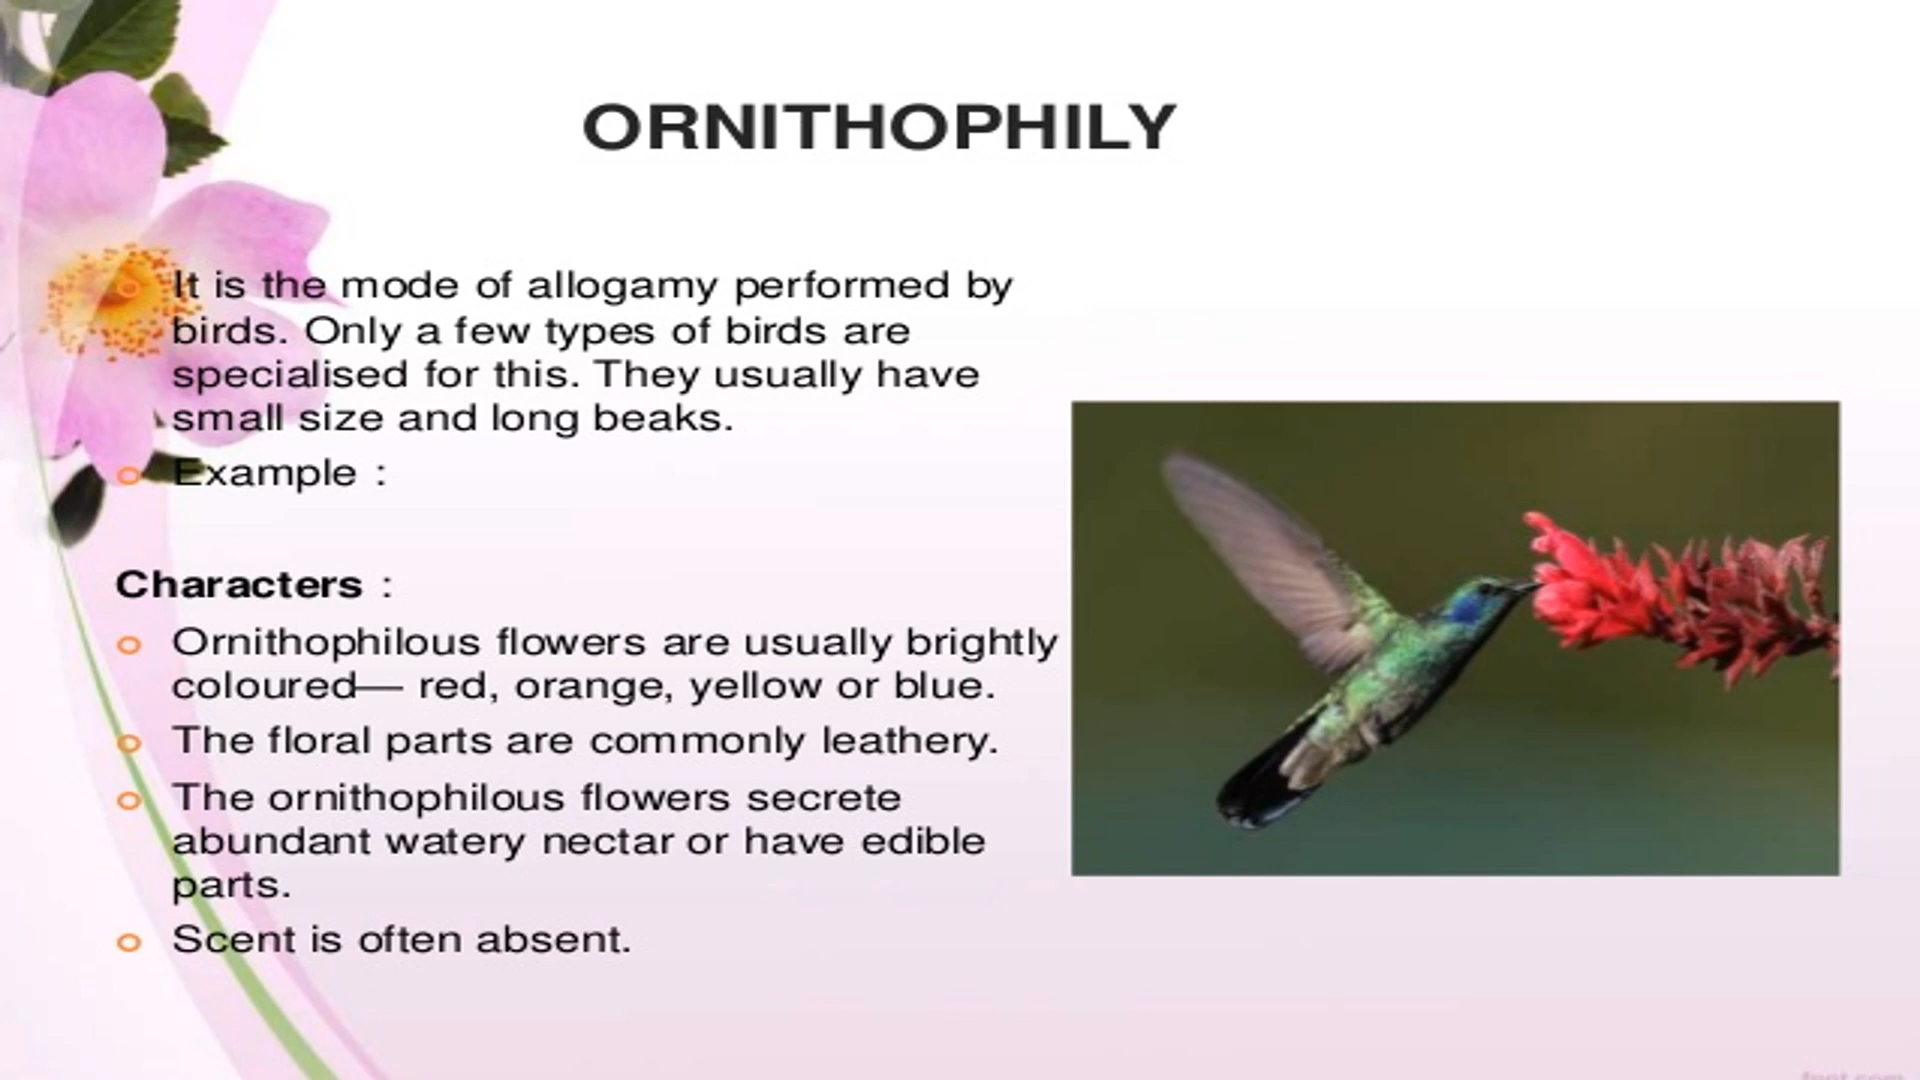 ORNITHOPHILY
It is the mode of allogamy performed by
birds. Only a few types of birds are
specialised for this. They usually have
small size and long beaks.
Example :
Characters :
Ornithophilous flowers are usually brightly
coloured— red, orange, yellow or blue.
The floral parts are commonly leathery.
The ornithophilous flowers secrete
abundant watery nectar or have edible
parts.
Scent is often absent.